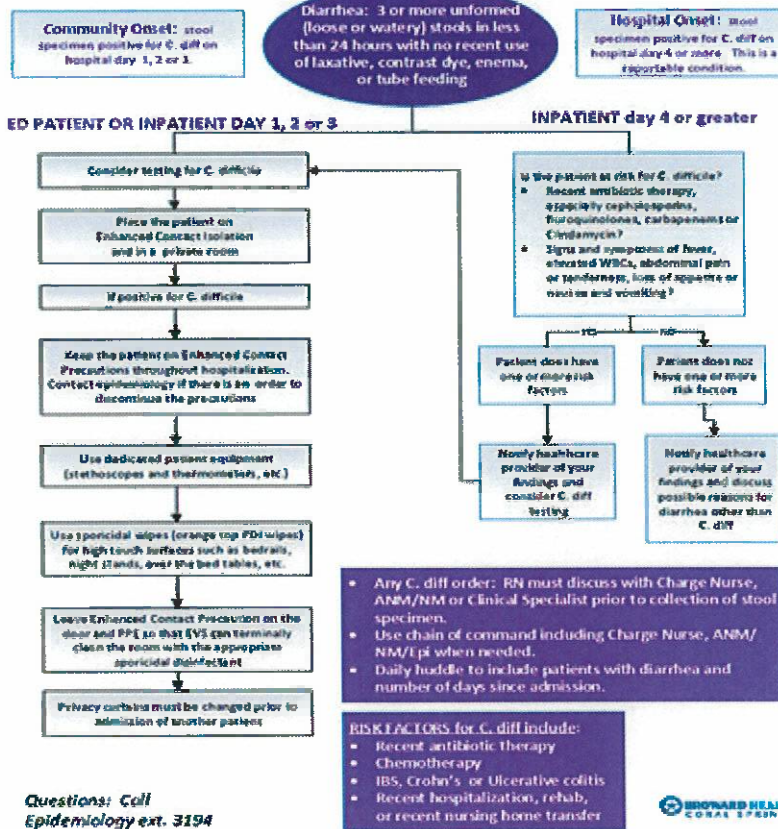 Community Onset: stool
specimen positive for C. diff on
hospital day 1, 2 or 3.
Diarrhea: 3 or more unformed
(loose or watery) stools in less
than 24 hours with no recent use
of laxative, contrast dye, enema,
or tube feeding
Hospital Onset: stool
specimen positive for C. diff on
hospital day 4 or more. This is a
reportable condition.
ED PATIENT OR INPATIENT DAY 1, 2 or 3
Consider testing for C. difficile
Place the patient on
Enhanced Contact Isolation
and in a private room
If positive for C. difficile
Keep the patient on Enhanced Contact
Precautions throughout hospitalization.
Contact epidemiology if there is an order to
discontinue the precautions
Use dedicated patient equipment
(stethoscopes and thermometers, etc.)
Use sporicidal wipes (orange top PDI wipes)
for high touch surfaces such as bedrails,
night stands, over the bed tables, etc.
Leave Enhanced Contact Precaution on the
door and PPE so that EVS can terminally
clean the room with the appropriate
sporicidal disinfectant
Privacy curtains must be changed prior to
admission of another patient
INPATIENT day 4 or greater
Is the patient at risk for C. difficile?
• Recent antibiotic therapy,
especially cephalosporins,
fluroquinolones, carbapenems or
Clindamycin?
• Signs and symptoms of fever,
elevated WBCs, abdominal pain
or tenderness, loss of appetite or
nausea and vomiting?
YES
NO
Patient does have
one or more risk
factors
Patient does not
have one or more
risk factors
Notify healthcare
provider of your
findings and
consider C. diff
testing
Notify healthcare
provider of your
findings and discuss
possible reasons for
diarrhea other than
C. diff
• Any C. diff order: RN must discuss with Charge Nurse,
ANM/NM or Clinical Specialist prior to collection of stool
specimen.
• Use chain of command including Charge Nurse, ANM/
NM/Epi when needed.
• Daily huddle to include patients with diarrhea and
number of days since admission.
RISK FACTORS for C. diff include:
• Recent antibiotic therapy
• Chemotherapy
• IBS, Crohn's or Ulcerative colitis
• Recent hospitalization, rehab,
or recent nursing home transfer
Questions: Call
Epidemiology ext. 3194
BROWARD HEAL
CORAL SPRIN